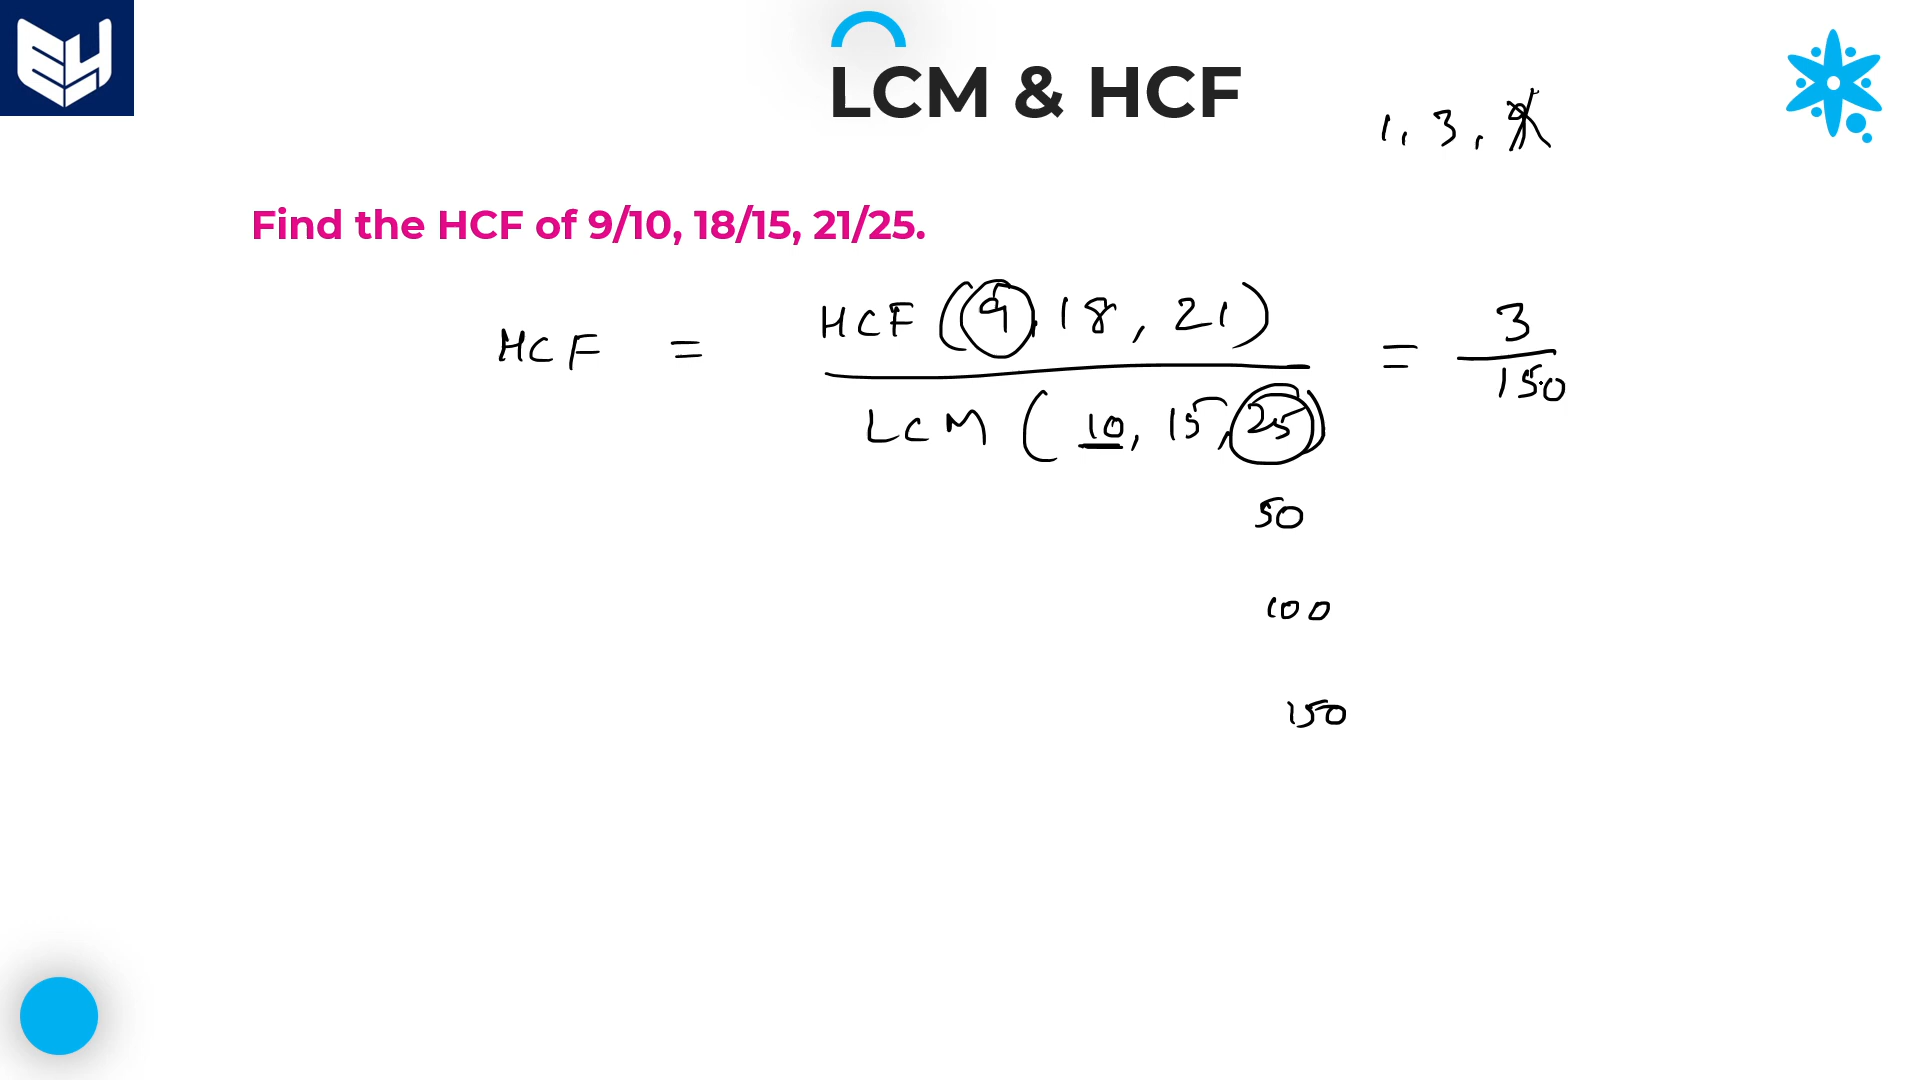 LCM & HCF
1, 3, 9
Find the HCF of 9/10, 18/15, 21/25.
HCF = HCF (9, 18, 21) / LCM (10, 15, 25) = 3 / 150
50
100
150